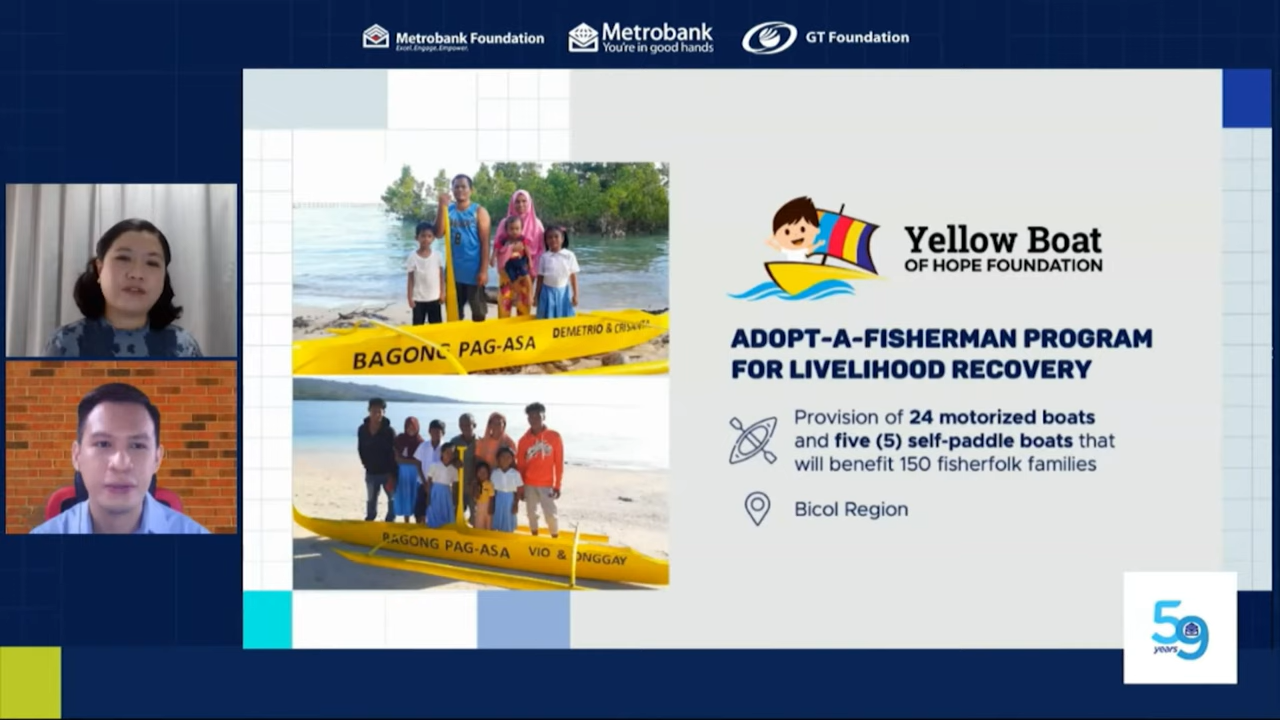 Metrobank Foundation
Excel. Engage. Empower.
Metrobank
You're in good hands
GT Foundation
BAGONG PAG-ASA
DEMETRIO &
BAGONG PAG-ASA VIO & ONGGAY
Yellow Boat
OF HOPE FOUNDATION
ADOPT-A-FISHERMAN PROGRAM
FOR LIVELIHOOD RECOVERY
Provision of 24 motorized boats
and five (5) self-paddle boats that
will benefit 150 fisherfolk families
Bicol Region
59
years